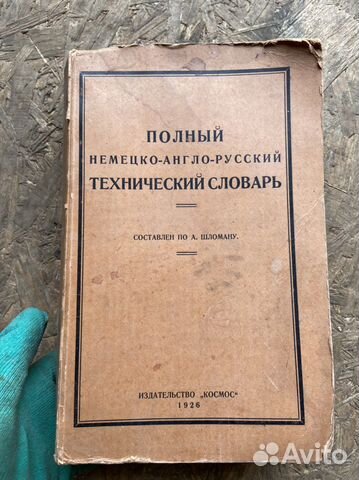 ПОЛНЫЙ
НЕМЕЦКО-АНГЛО-РУССКИЙ
ТЕХНИЧЕСКИЙ СЛОВАРЬ
СОСТАВЛЕН ПО А. ШЛОМАНУ.
ИЗДАТЕЛЬСТВО „КОСМОС"
1926
Avito